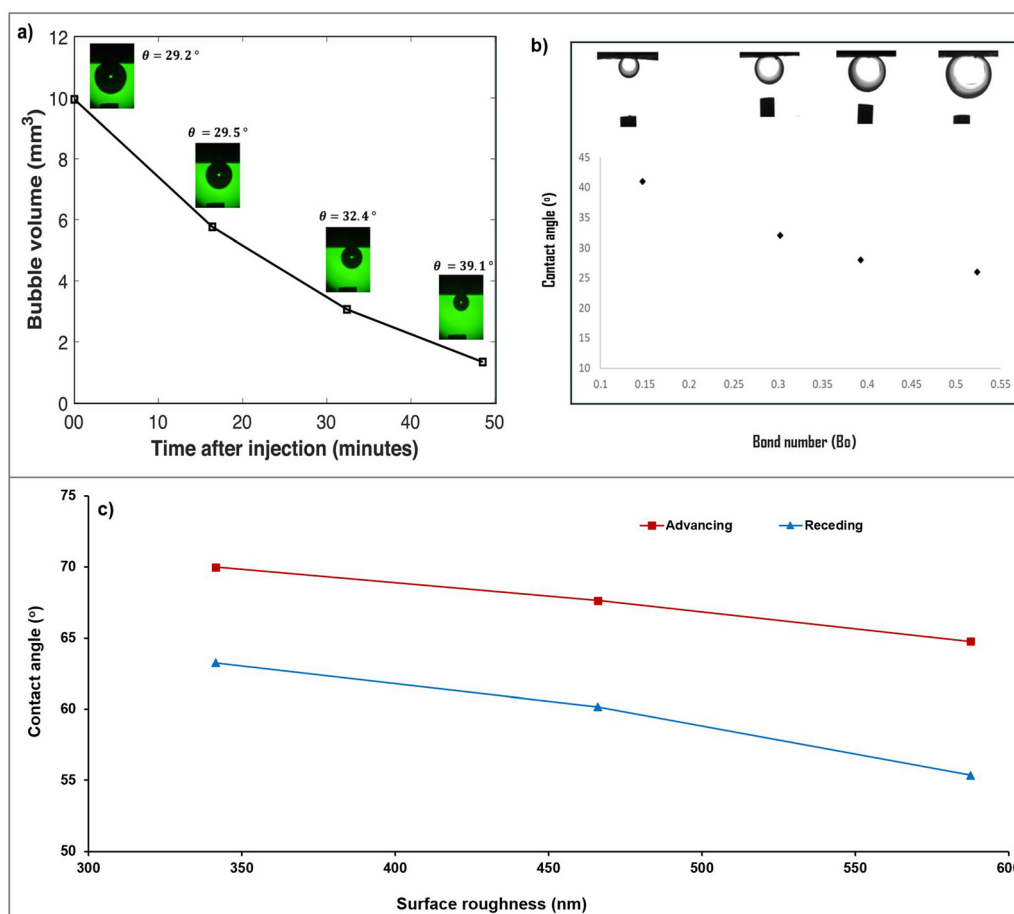 a)
12
10
8
6
4
2
0
Bubble volume (mm³)
θ = 29.2°
θ = 29.5°
θ = 32.4°
θ = 39.1°
00 10 20 30 40 50
Time after injection (minutes)
b)
45
40
35
30
25
20
15
10
Contact angle (º)
0.1 0.15 0.2 0.25 0.3 0.35 0.4 0.45 0.5 0.55
Bond number (Bo)
c)
75
70
65
60
55
50
Contact angle (º)
Advancing Receding
300 350 400 450 500 550 600
Surface roughness (nm)